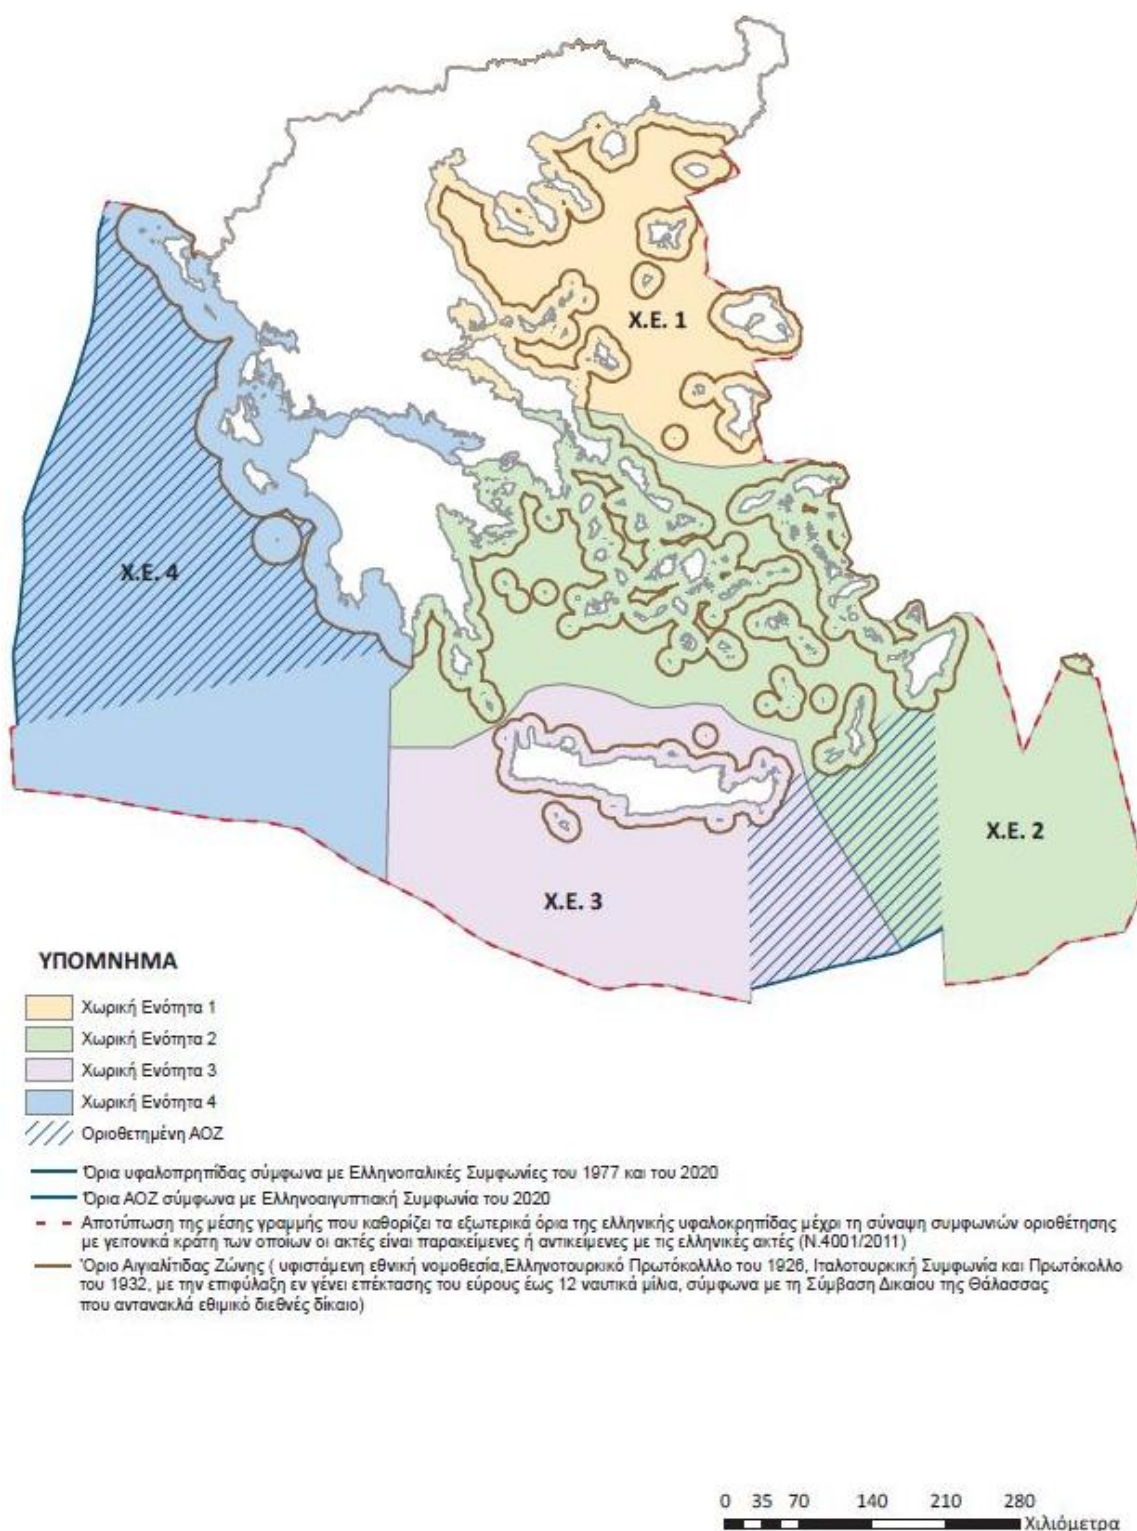 Χ.Ε. 1
Χ.Ε. 4
Χ.Ε. 2
Χ.Ε. 3
ΥΠΟΜΝΗΜΑ
Χωρική Ενότητα 1
Χωρική Ενότητα 2
Χωρική Ενότητα 3
Χωρική Ενότητα 4
Οριοθετημένη ΑΟΖ
Όρια υφαλοπρηπίδας σύμφωνα με Ελληνοιταλικές Συμφωνίες του 1977 και του 2020
Όρια ΑΟΖ σύμφωνα με Ελληνοαιγυπτιακή Συμφωνία του 2020
Αποτύπωση της μέσης γραμμής που καθορίζει τα εξωτερικά όρια της ελληνικής υφαλοκρηπίδας μέχρι τη σύναψη συμφωνιών οριοθέτησης
με γειτονικά κράτη των οποίων οι ακτές είναι παρακείμενες ή αντικείμενες με τις ελληνικές ακτές (Ν.4001/2011)
Όριο Αιγιαλίτιδας Ζώνης ( υφιστάμενη εθνική νομοθεσία,Ελληνοτουρκικό Πρωτόκολλλο του 1926, Ιταλοτουρκική Συμφωνία και Πρωτόκολλο
του 1932, με την επιφύλαξη εν γένει επέκτασης του εύρους έως 12 ναυτικά μίλια, σύμφωνα με τη Σύμβαση Δικαίου της Θάλασσας
που αντανακλά εθιμικό διεθνές δίκαιο)
0 35 70 140 210 280
Χιλιόμετρα